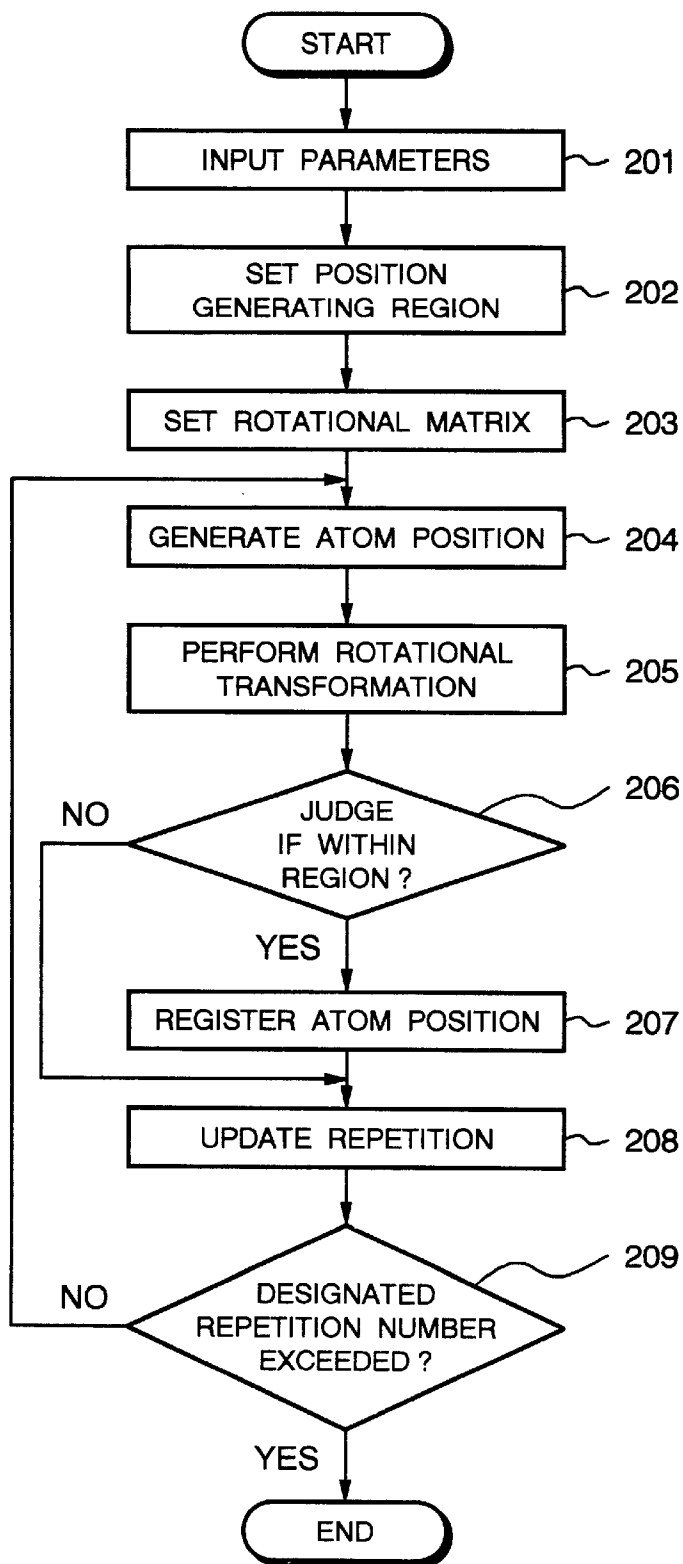 START
INPUT PARAMETERS
201
SET POSITION
GENERATING REGION
202
SET ROTATIONAL MATRIX
203
GENERATE ATOM POSITION
204
PERFORM ROTATIONAL
TRANSFORMATION
205
206
NO
JUDGE
IF WITHIN
REGION ?
YES
REGISTER ATOM POSITION
207
UPDATE REPETITION
208
209
NO
DESIGNATED
REPETITION NUMBER
EXCEEDED ?
YES
END